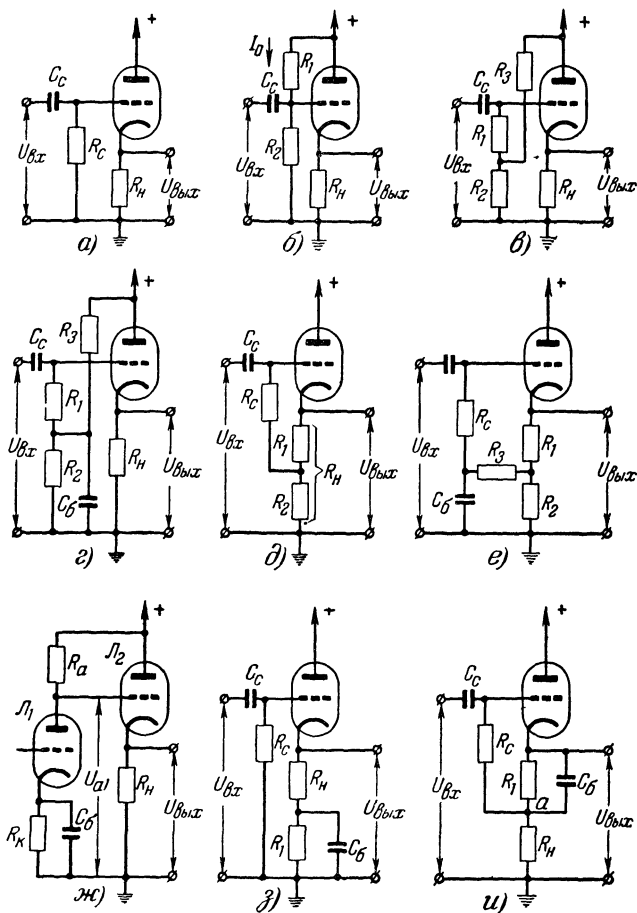 + + +
C_c R_c U_вх R_н U_вых
а)
I_0 C_c R_1 R_2 U_вх R_н U_вых
б)
C_c R_3 R_1 R_2 U_вх R_н U_вых
в)
+ + +
C_c R_3 R_1 R_2 C_б U_вх R_н U_вых
г)
C_c R_c R_1 R_2 R_н U_вх U_вых
д)
R_c R_3 C_б R_1 R_2 U_вх U_вых
е)
+ +
Л_1 R_а Л_2 R_к C_б U_а1 R_н U_вых
ж)
C_c R_c U_вх R_н R_1 C_б U_вых
з)
C_c R_c U_вх R_1 C_б а R_н U_вых
и)